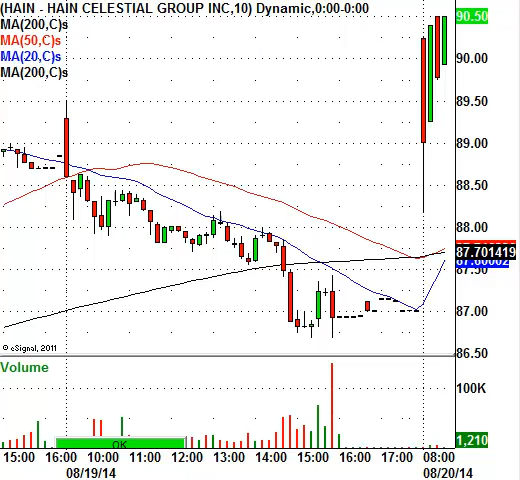 (HAIN - HAIN CELESTIAL GROUP INC,10) Dynamic,0:00-0:00
MA(200,C)s
MA(50,C)s
MA(20,C)s
MA(200,C)s
90.50
90.00
89.50
89.00
88.50
88.00
87.701419
87.50
87.00
86.50
© eSignal, 2011
Volume
100K
1,210
OK
15:00 16:00 10:00 11:00 12:00 13:00 14:00 15:00 16:00 17:00 08:00
08/19/14 08/20/14